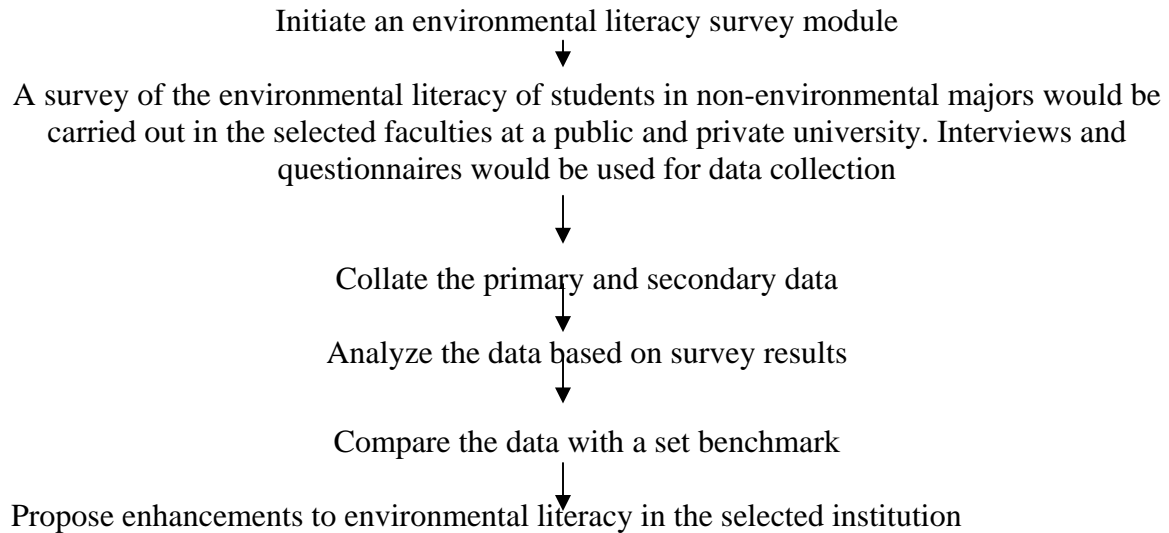 Initiate an environmental literacy survey module
A survey of the environmental literacy of students in non-environmental majors would be
carried out in the selected faculties at a public and private university. Interviews and
questionnaires would be used for data collection
Collate the primary and secondary data
Analyze the data based on survey results
Compare the data with a set benchmark
Propose enhancements to environmental literacy in the selected institution